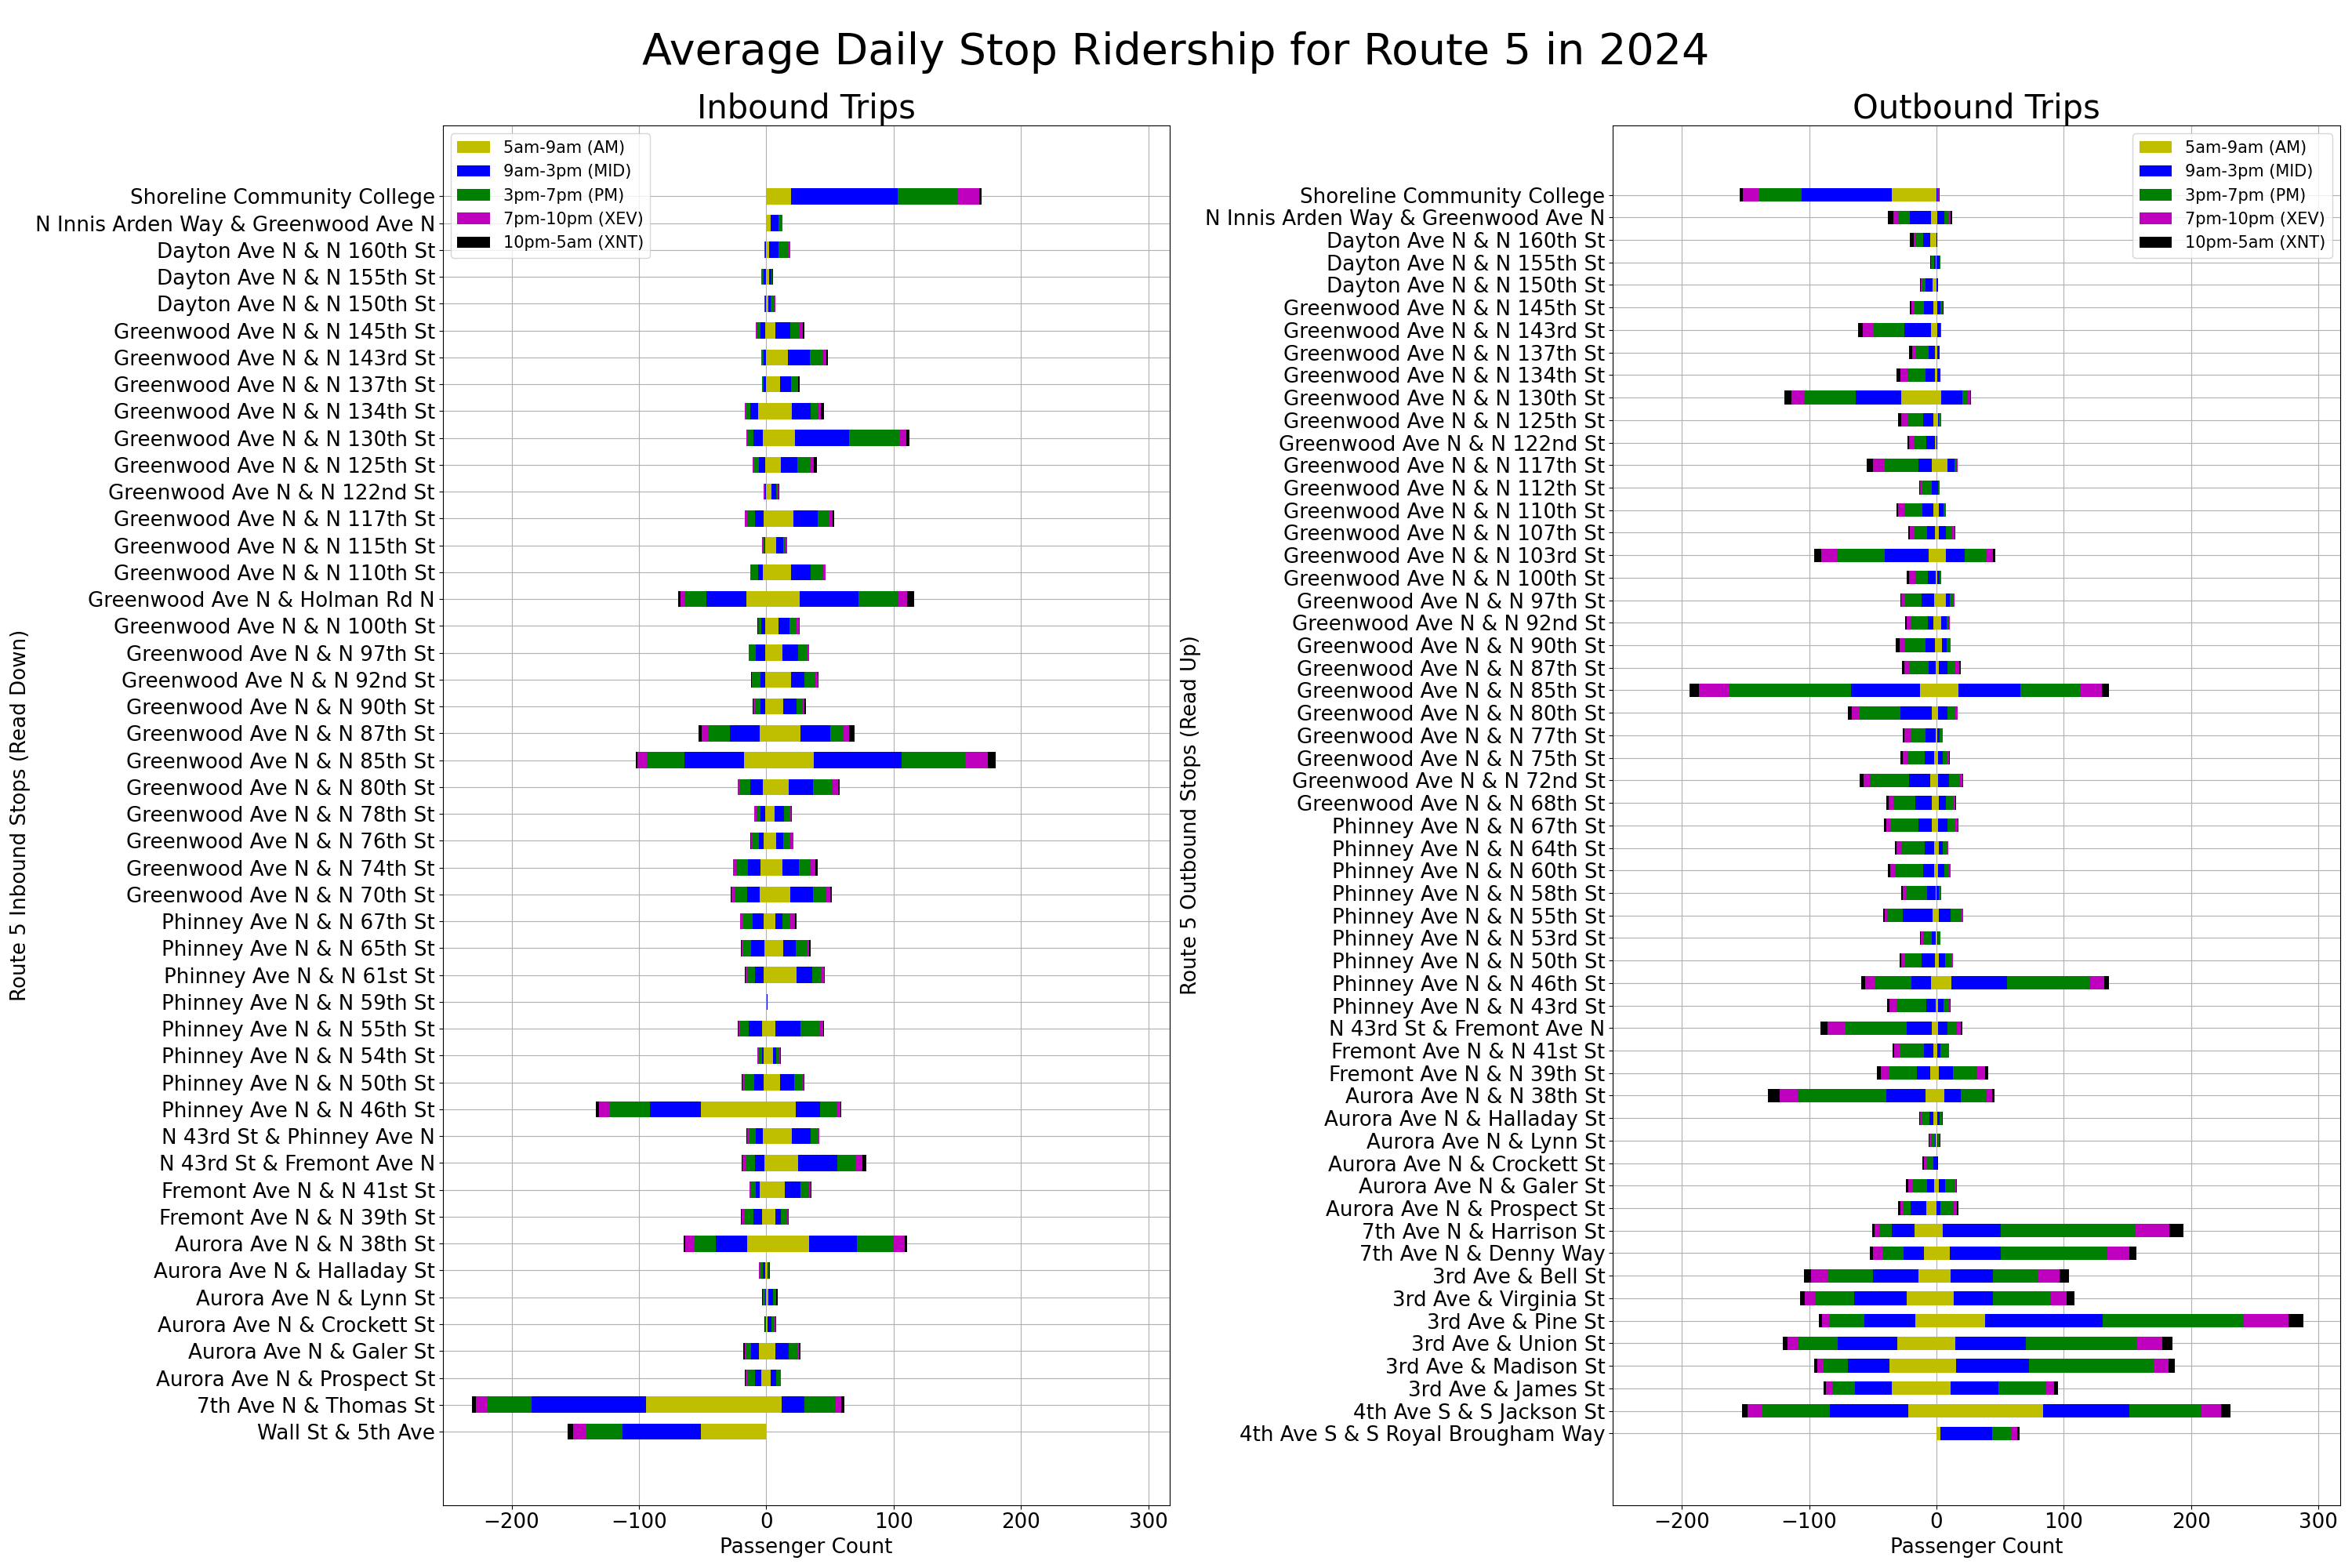 Average Daily Stop Ridership for Route 5 in 2024
Inbound Trips
5am-9am (AM)
9am-3pm (MID)
3pm-7pm (PM)
7pm-10pm (XEV)
10pm-5am (XNT)
Route 5 Inbound Stops (Read Down)
Shoreline Community College
N Innis Arden Way & Greenwood Ave N
Dayton Ave N & N 160th St
Dayton Ave N & N 155th St
Dayton Ave N & N 150th St
Greenwood Ave N & N 145th St
Greenwood Ave N & N 143rd St
Greenwood Ave N & N 137th St
Greenwood Ave N & N 134th St
Greenwood Ave N & N 130th St
Greenwood Ave N & N 125th St
Greenwood Ave N & N 122nd St
Greenwood Ave N & N 117th St
Greenwood Ave N & N 115th St
Greenwood Ave N & N 110th St
Greenwood Ave N & Holman Rd N
Greenwood Ave N & N 100th St
Greenwood Ave N & N 97th St
Greenwood Ave N & N 92nd St
Greenwood Ave N & N 90th St
Greenwood Ave N & N 87th St
Greenwood Ave N & N 85th St
Greenwood Ave N & N 80th St
Greenwood Ave N & N 78th St
Greenwood Ave N & N 76th St
Greenwood Ave N & N 74th St
Greenwood Ave N & N 70th St
Phinney Ave N & N 67th St
Phinney Ave N & N 65th St
Phinney Ave N & N 61st St
Phinney Ave N & N 59th St
Phinney Ave N & N 55th St
Phinney Ave N & N 54th St
Phinney Ave N & N 50th St
Phinney Ave N & N 46th St
N 43rd St & Phinney Ave N
N 43rd St & Fremont Ave N
Fremont Ave N & N 41st St
Fremont Ave N & N 39th St
Aurora Ave N & N 38th St
Aurora Ave N & Halladay St
Aurora Ave N & Lynn St
Aurora Ave N & Crockett St
Aurora Ave N & Galer St
Aurora Ave N & Prospect St
7th Ave N & Thomas St
Wall St & 5th Ave
−200 −100 0 100 200 300
Passenger Count
Outbound Trips
5am-9am (AM)
9am-3pm (MID)
3pm-7pm (PM)
7pm-10pm (XEV)
10pm-5am (XNT)
Route 5 Outbound Stops (Read Up)
Shoreline Community College
N Innis Arden Way & Greenwood Ave N
Dayton Ave N & N 160th St
Dayton Ave N & N 155th St
Dayton Ave N & N 150th St
Greenwood Ave N & N 145th St
Greenwood Ave N & N 143rd St
Greenwood Ave N & N 137th St
Greenwood Ave N & N 134th St
Greenwood Ave N & N 130th St
Greenwood Ave N & N 125th St
Greenwood Ave N & N 122nd St
Greenwood Ave N & N 117th St
Greenwood Ave N & N 112th St
Greenwood Ave N & N 110th St
Greenwood Ave N & N 107th St
Greenwood Ave N & N 103rd St
Greenwood Ave N & N 100th St
Greenwood Ave N & N 97th St
Greenwood Ave N & N 92nd St
Greenwood Ave N & N 90th St
Greenwood Ave N & N 87th St
Greenwood Ave N & N 85th St
Greenwood Ave N & N 80th St
Greenwood Ave N & N 77th St
Greenwood Ave N & N 75th St
Greenwood Ave N & N 72nd St
Greenwood Ave N & N 68th St
Phinney Ave N & N 67th St
Phinney Ave N & N 64th St
Phinney Ave N & N 60th St
Phinney Ave N & N 58th St
Phinney Ave N & N 55th St
Phinney Ave N & N 53rd St
Phinney Ave N & N 50th St
Phinney Ave N & N 46th St
Phinney Ave N & N 43rd St
N 43rd St & Fremont Ave N
Fremont Ave N & N 41st St
Fremont Ave N & N 39th St
Aurora Ave N & N 38th St
Aurora Ave N & Halladay St
Aurora Ave N & Lynn St
Aurora Ave N & Crockett St
Aurora Ave N & Galer St
Aurora Ave N & Prospect St
7th Ave N & Harrison St
7th Ave N & Denny Way
3rd Ave & Bell St
3rd Ave & Virginia St
3rd Ave & Pine St
3rd Ave & Union St
3rd Ave & Madison St
3rd Ave & James St
4th Ave S & S Jackson St
4th Ave S & S Royal Brougham Way
−200 −100 0 100 200 300
Passenger Count